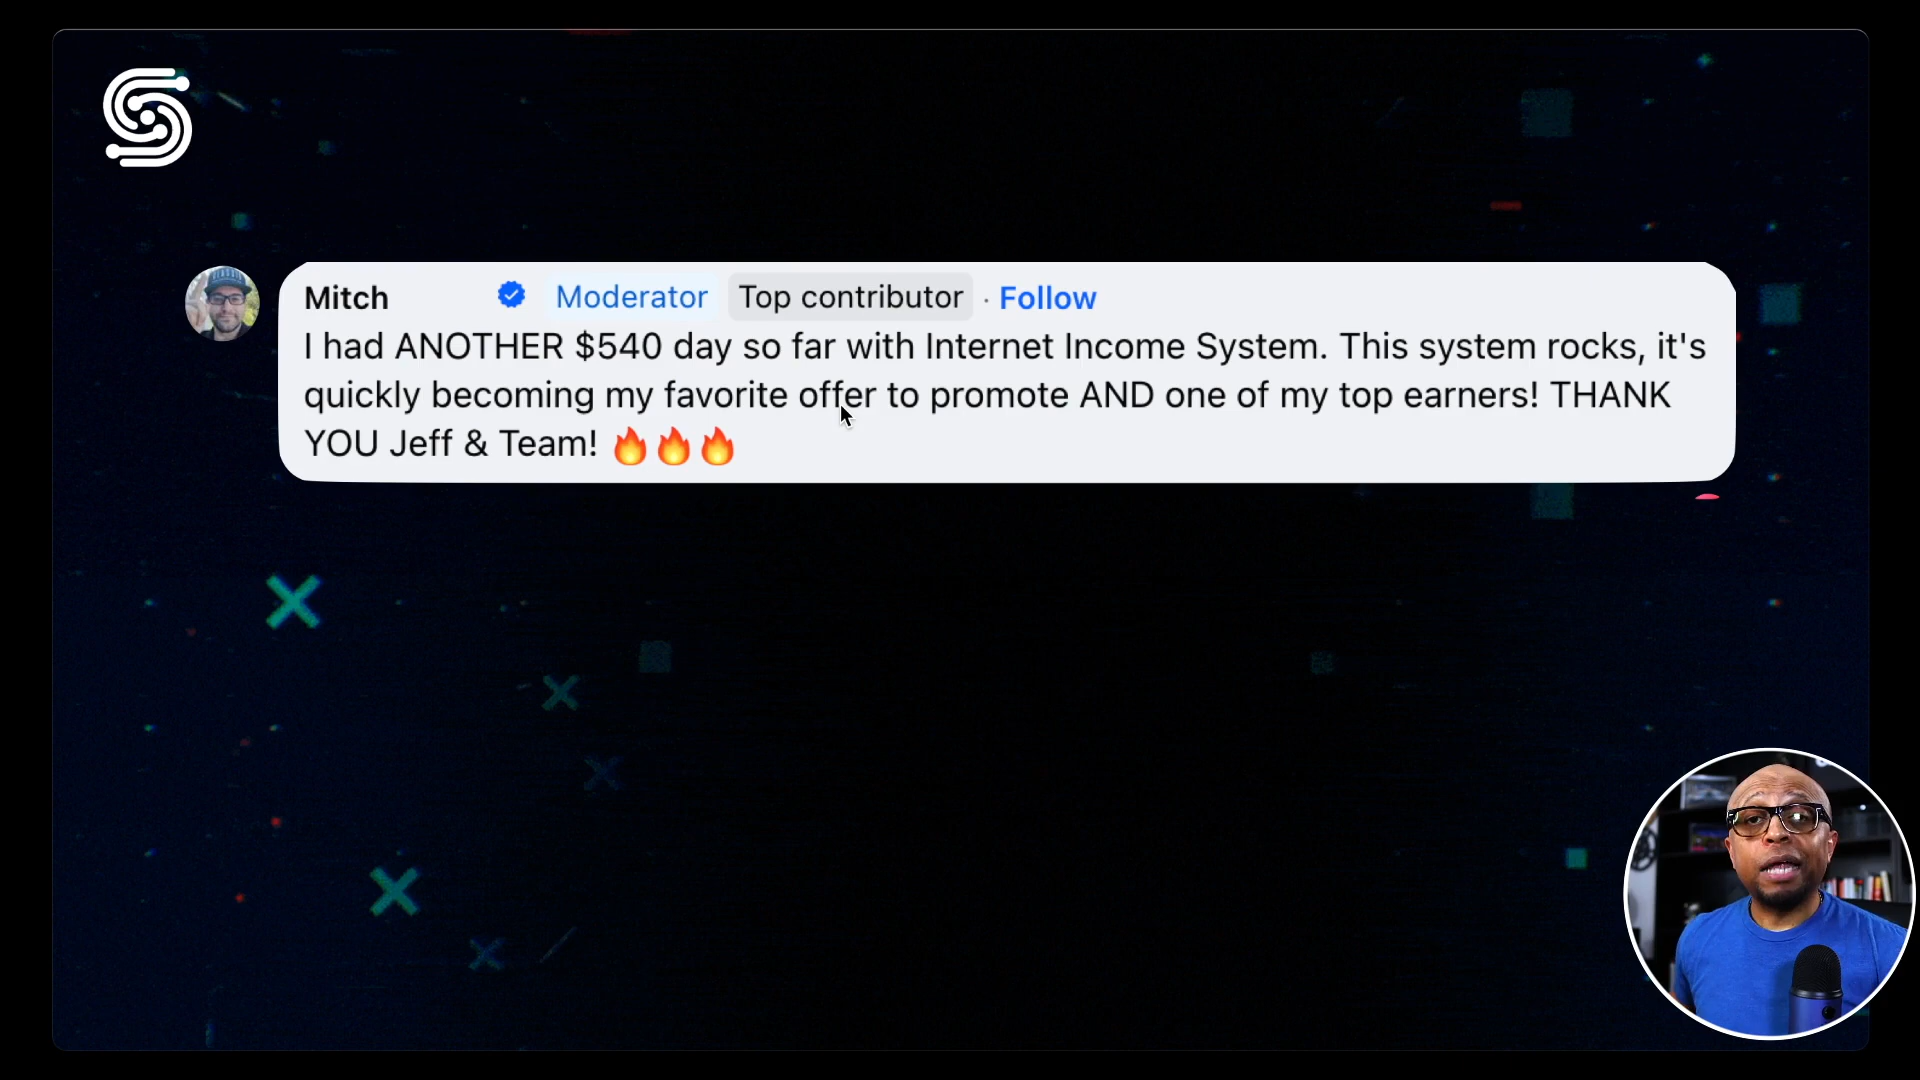 Mitch Moderator Top contributor · Follow
I had ANOTHER $540 day so far with Internet Income System. This system rocks, it's
quickly becoming my favorite offer to promote AND one of my top earners! THANK
YOU Jeff & Team! 🔥🔥🔥